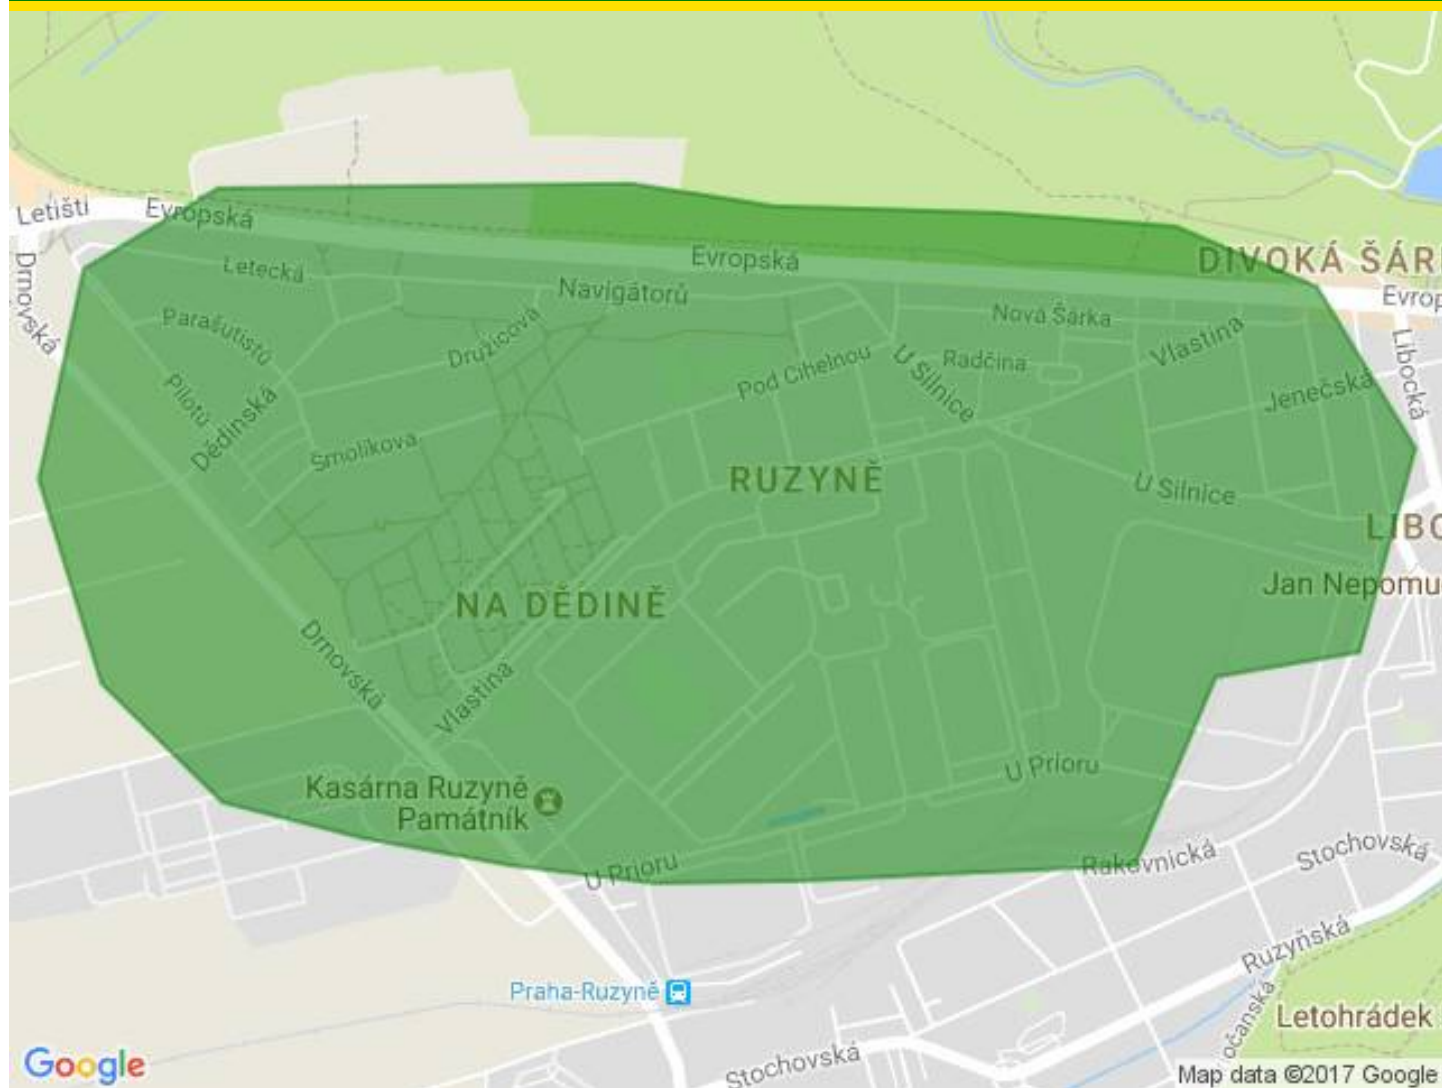 Letišti
Evropská
DIVOKÁ ŠÁR
Evropská
Letecká
Drnovská
Navigátorů
Evrop
Nová Šárka
Parašutistů
Družicová
Vlastina
Libocká
Pod Cihelnou
U Silnice
Radčina
Pilotů
Jenečská
Dědinská
Smolíkova
RUZYNĚ
U Silnice
LIBO
Jan Nepomu
NA DĚDINĚ
Drnovská
Vlastina
U Prioru
Kasárna Ruzyně
Památník
U Prioru
Rakovnická
Stochovská
Ruzyňská
Praha-Ruzyně
Letohrádek
očanská
Stochovská
Google
Map data ©2017 Google